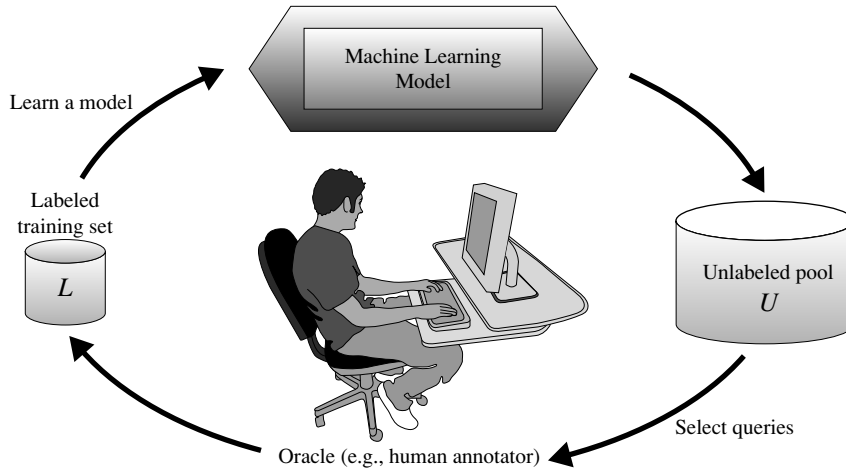 Machine Learning
Model
Learn a model
Labeled
training set
L
Unlabeled pool
U
Select queries
Oracle (e.g., human annotator)